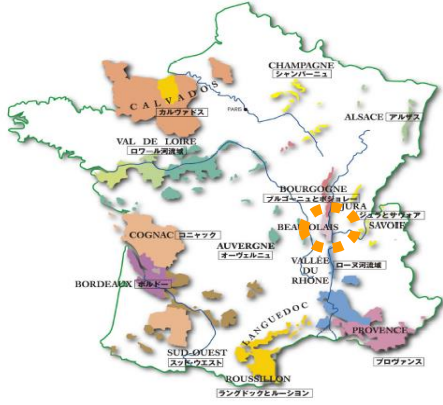 CHAMPAGNE
シャンパーニュ
CALVADOS
カルヴァドス
PARIS
ALSACE アルザス
VAL DE LOIRE
ロワール河流域
BOURGOGNE
ブルゴーニュとボジョレー
JURA
ジュラとサヴォア
SAVOIE
BEAUJOLAIS
COGNAC コニャック
AUVERGNE
オーヴェルニュ
VALLÉE
DU
RHÔNE
ローヌ河流域
BORDEAUX ボルドー
LANGUEDOC
PROVENCE
プロヴァンス
SUD-OUEST
スッド・ウエスト
ROUSSILLON
ラングドックとルーション